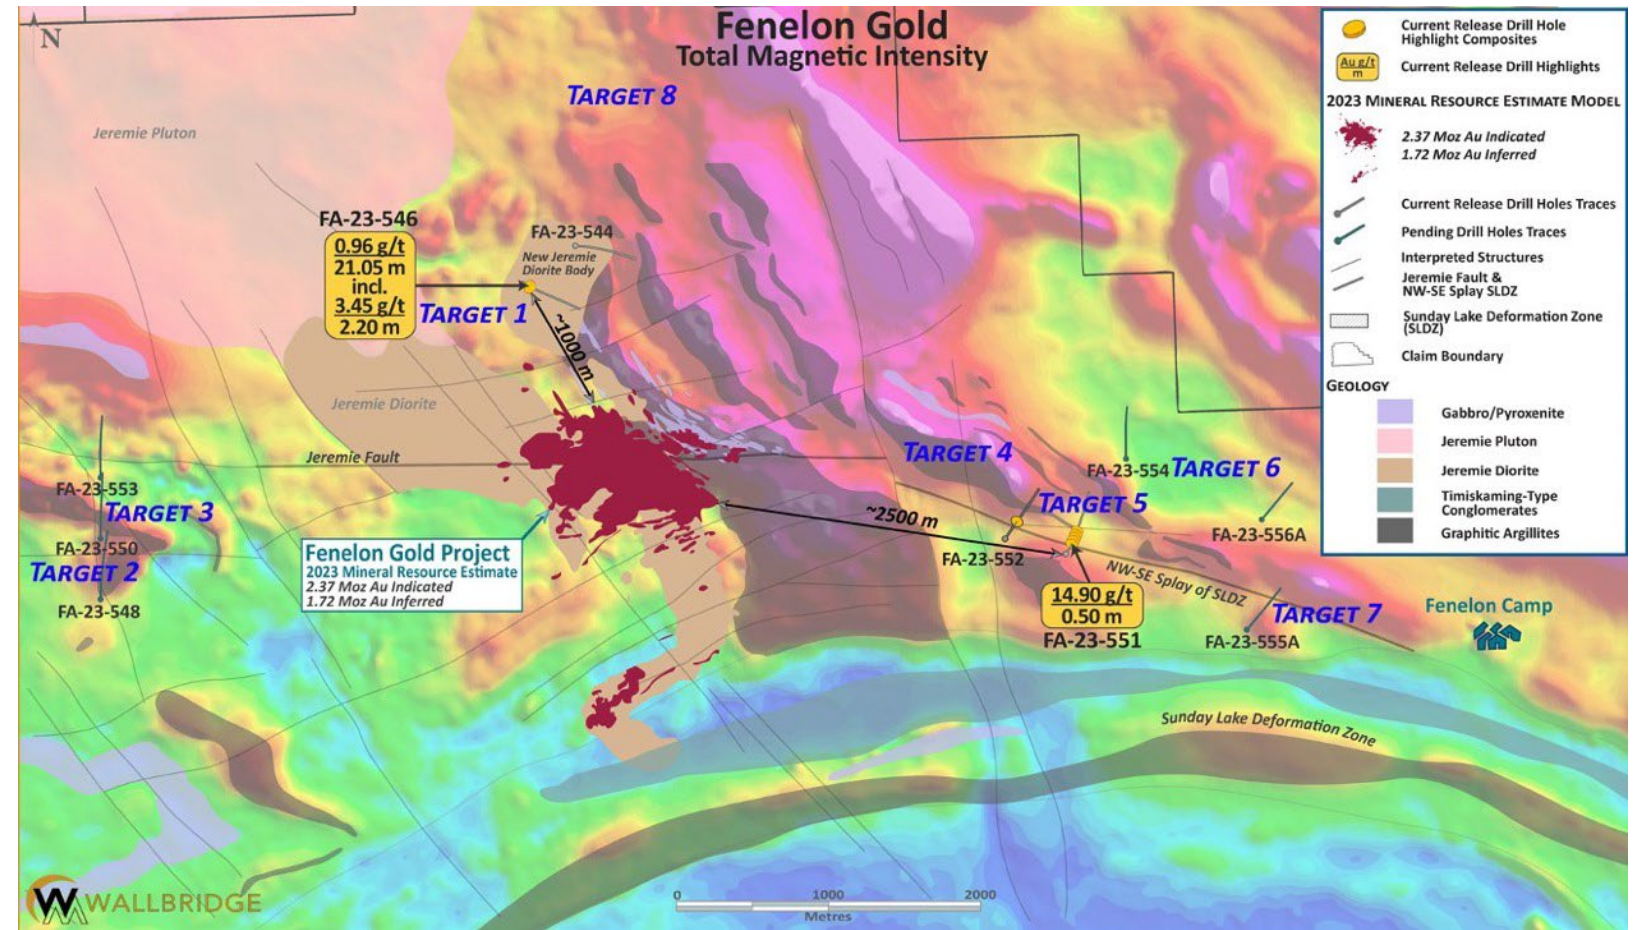 Fenelon Gold
Total Magnetic Intensity
N
TARGET 8
Jeremie Pluton
FA-23-546
0.96 g/t
21.05 m
incl.
3.45 g/t
2.20 m
FA-23-544
New Jeremie
Diorite Body
TARGET 1
~1000 m
Jeremie Diorite
Jeremie Fault
FA-23-553
TARGET 3
FA-23-550
TARGET 2
FA-23-548
Fenelon Gold Project
2023 Mineral Resource Estimate
2.37 Moz Au Indicated
1.72 Moz Au Inferred
TARGET 4
FA-23-554
TARGET 6
TARGET 5
~2500 m
FA-23-552
FA-23-556A
NW-SE Splay of SLDZ
14.90 g/t
0.50 m
FA-23-551
TARGET 7
FA-23-555A
Fenelon Camp
Sunday Lake Deformation Zone
WALLBRIDGE
0 1000 2000
Metres
Current Release Drill Hole
Highlight Composites
Au g/t
m
Current Release Drill Highlights
2023 MINERAL RESOURCE ESTIMATE MODEL
2.37 Moz Au Indicated
1.72 Moz Au Inferred
Current Release Drill Holes Traces
Pending Drill Holes Traces
Interpreted Structures
Jeremie Fault &
NW-SE Splay SLDZ
Sunday Lake Deformation Zone
(SLDZ)
Claim Boundary
GEOLOGY
Gabbro/Pyroxenite
Jeremie Pluton
Jeremie Diorite
Timiskaming-Type
Conglomerates
Graphitic Argillites